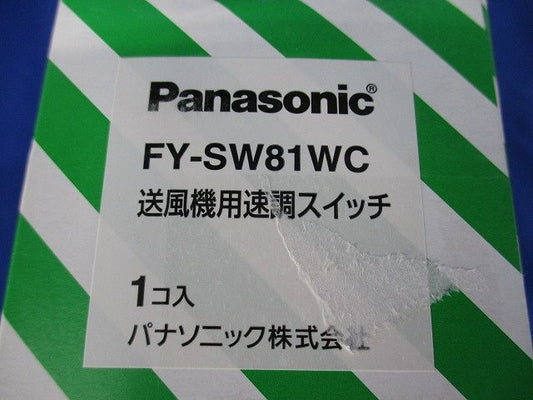 Panasonic®
FY-SW81WC
送風機用速調スイッチ
1コ入
パナソニック株式会社